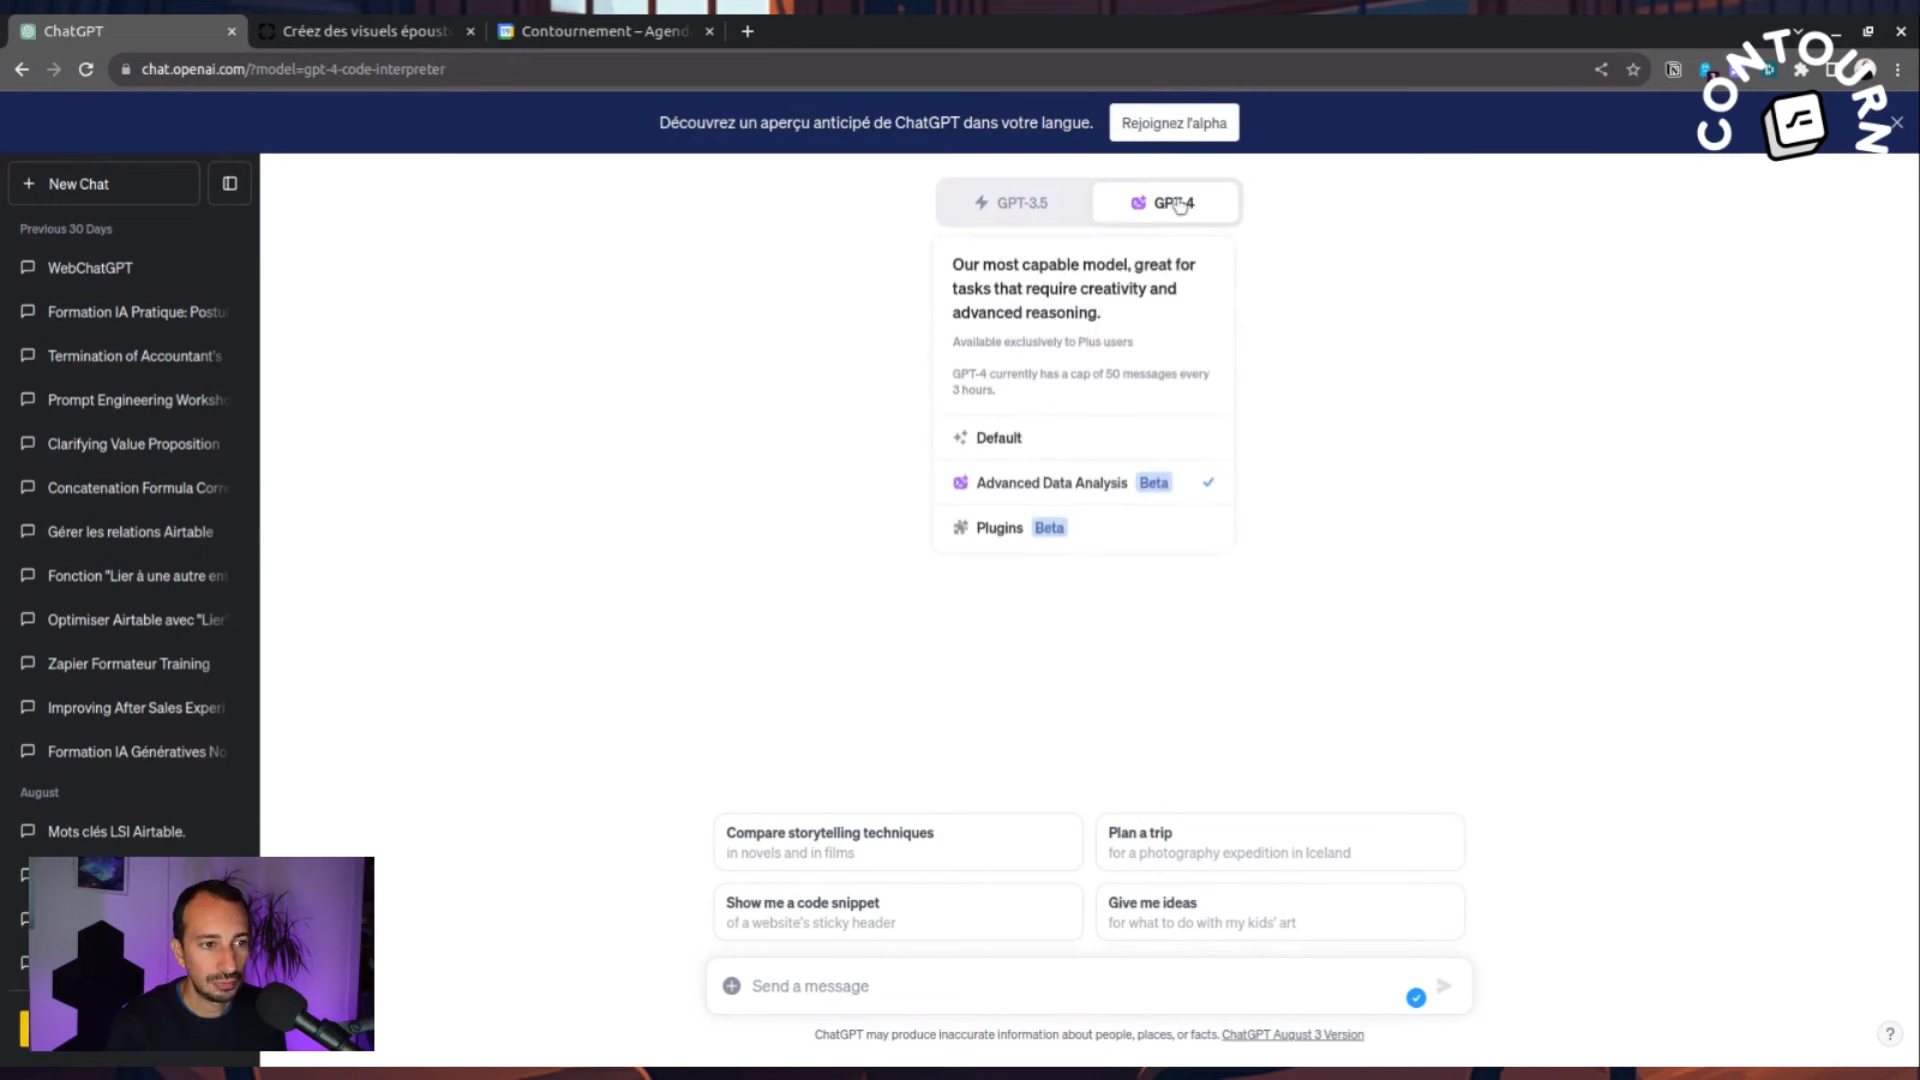 ChatGPT
Créez des visuels époust
Contournement – Agend
chat.openai.com/?model=gpt-4-code-interpreter
CONTOURN
Découvrez un aperçu anticipé de ChatGPT dans votre langue.
Rejoignez l'alpha
New Chat
Previous 30 Days
WebChatGPT
Formation IA Pratique: Postul
Termination of Accountant's
Prompt Engineering Worksho
Clarifying Value Proposition
Concatenation Formula Corre
Gérer les relations Airtable
Fonction "Lier à une autre ent
Optimiser Airtable avec "Lier"
Zapier Formateur Training
Improving After Sales Experi
Formation IA Génératives No
August
Mots clés LSI Airtable.
GPT-3.5
GPT-4
Our most capable model, great for
tasks that require creativity and
advanced reasoning.
Available exclusively to Plus users
GPT-4 currently has a cap of 50 messages every
3 hours.
Default
Advanced Data Analysis Beta
Plugins Beta
Compare storytelling techniques
in novels and in films
Plan a trip
for a photography expedition in Iceland
Show me a code snippet
of a website's sticky header
Give me ideas
for what to do with my kids' art
Send a message
ChatGPT may produce inaccurate information about people, places, or facts. ChatGPT August 3 Version
?